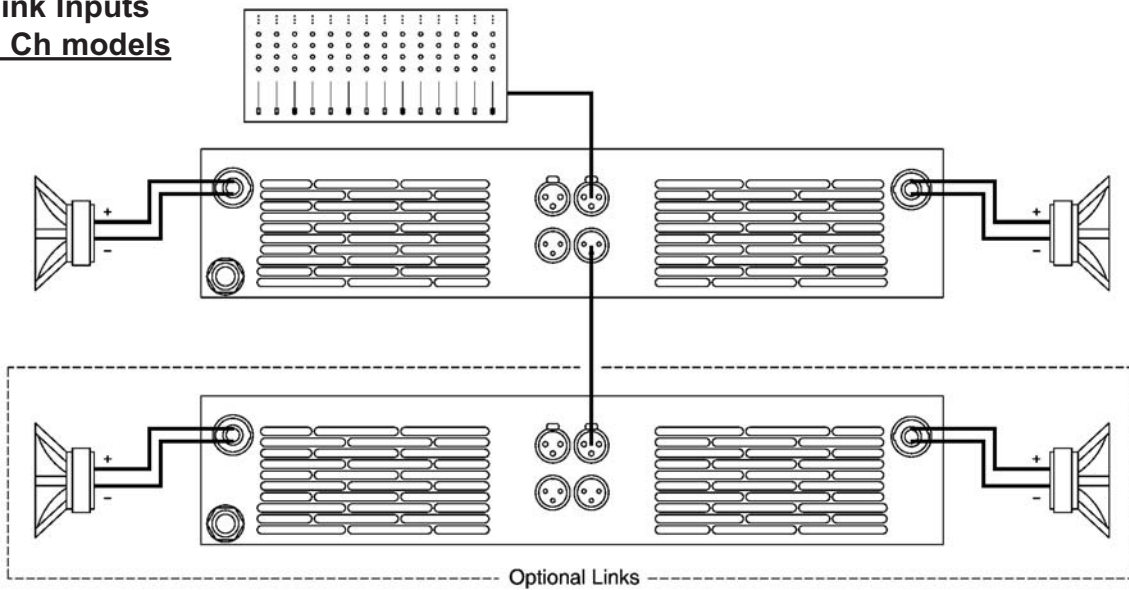 ink Inputs
Ch models
+
−
+
−
+
−
+
−
Optional Links